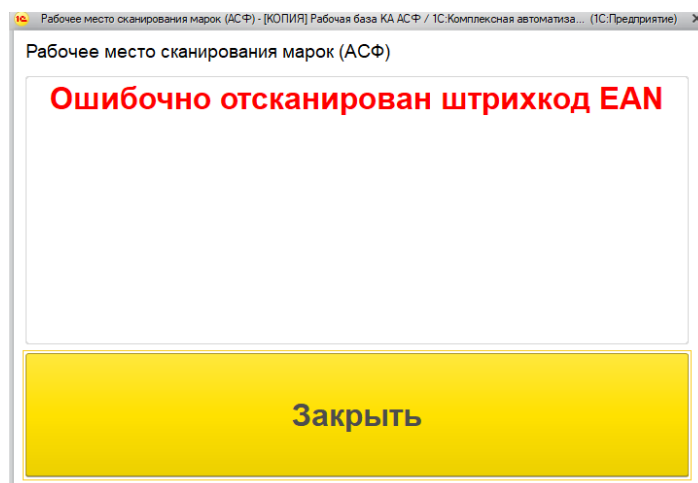 1С Рабочее место сканирования марок (АСФ) - [КОПИЯ] Рабочая база КА АСФ / 1С:Комплексная автоматиза... (1С:Предприятие)
Рабочее место сканирования марок (АСФ)
Ошибочно отсканирован штрихкод EAN
Закрыть